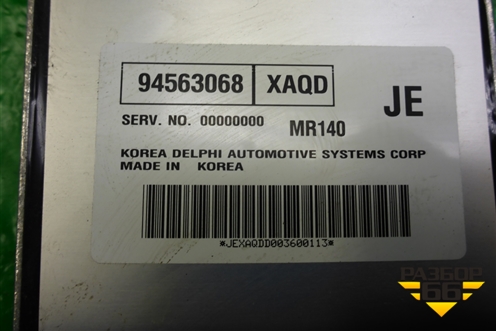 94563068 XAQD
JE
SERV. NO. 00000000 MR140
KOREA DELPHI AUTOMOTIVE SYSTEMS CORP
MADE IN KOREA
*JEXAQDD003600113*
РАЗБОР
66